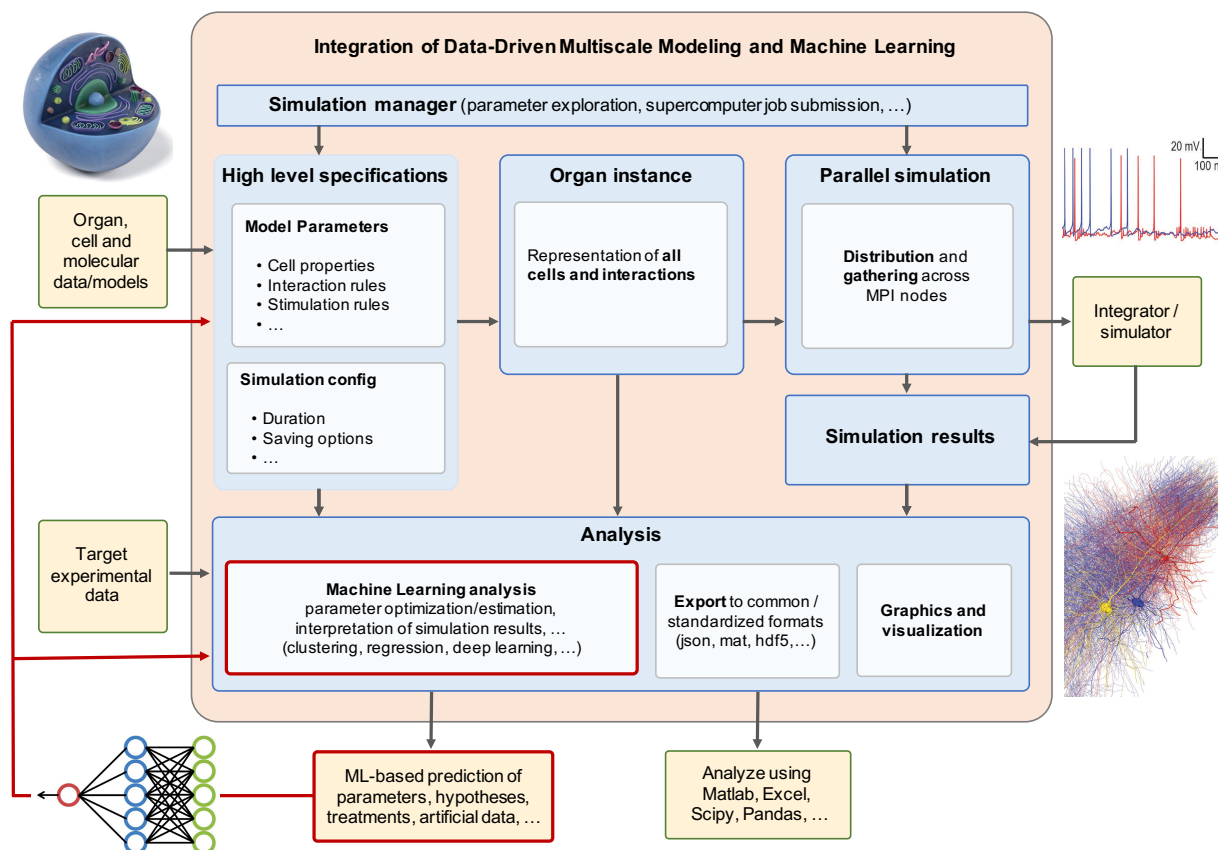 Integration of Data-Driven Multiscale Modeling and Machine Learning
Simulation manager (parameter exploration, supercomputer job submission, …)
20 mV
100 m
High level specifications
Organ instance
Parallel simulation
Organ,
cell and
molecular
data/models
Model Parameters
• Cell properties
• Interaction rules
• Stimulation rules
• …
Representation of all
cells and interactions
Distribution and
gathering across
MPI nodes
Integrator /
simulator
Simulation config
• Duration
• Saving options
• …
Simulation results
Analysis
Target
experimental
data
Machine Learning analysis
parameter optimization/estimation,
interpretation of simulation results, …
(clustering, regression, deep learning, …)
Export to common /
standardized formats
(json, mat, hdf5,…)
Graphics and
visualization
ML-based prediction of
parameters, hypotheses,
treatments, artificial data, …
Analyze using
Matlab, Excel,
Scipy, Pandas, …